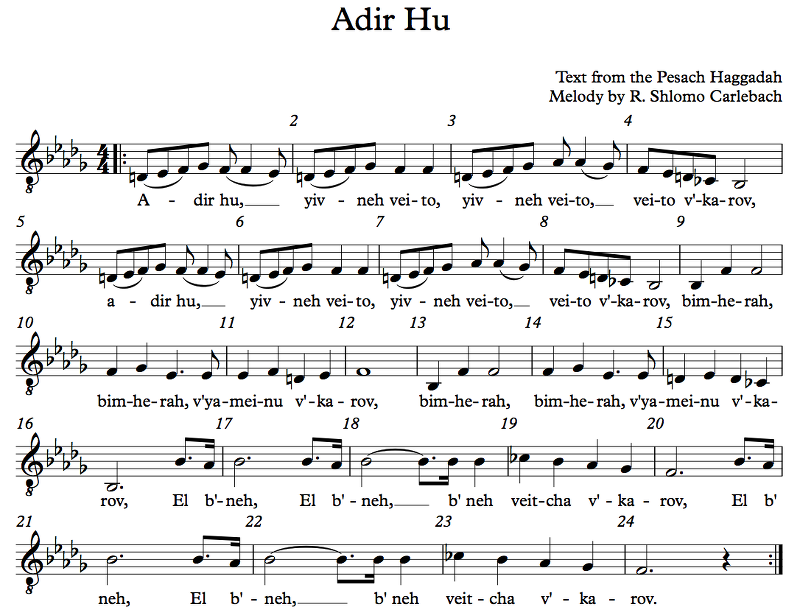 Adir Hu
Text from the Pesach Haggadah
Melody by R. Shlomo Carlebach
2 3 4
4
4
8
A - dir hu, yiv - neh vei - to, yiv - neh vei - to, vei - to v'- ka - rov,
5 6 7 8 9
8
a - dir hu, yiv - neh vei - to, yiv - neh vei - to, vei - to v'- ka - rov, bim - he - rah,
10 11 12 13 14 15
8
bim - he - rah, v'ya - mei - nu v'- ka - rov, bim - he - rah, bim - he - rah, v'ya - mei - nu v'- ka -
16 17 18 19 20
8
rov, El b'- neh, El b' - neh, b' neh veit - cha v' - ka - rov, El b'
21 22 23 24
8
neh, El b' - neh, b' neh veit - cha v' - ka - rov.